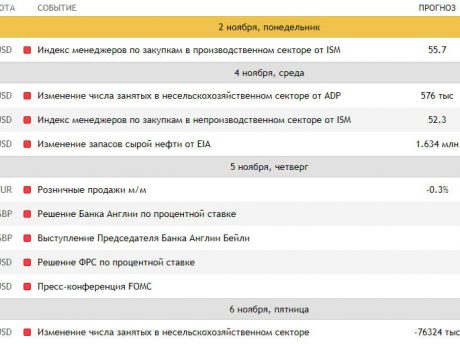 ЮТА СОБЫТИЕ ПРОГНОЗ
2 ноября, понедельник
USD Индекс менеджеров по закупкам в производственном секторе от ISM 55.7
4 ноября, среда
USD Изменение числа занятых в несельскохозяйственном секторе от ADP 576 тыс
USD Индекс менеджеров по закупкам в непроизводственном секторе от ISM 52.3
USD Изменение запасов сырой нефти от EIA 1.634 млн
5 ноября, четверг
EUR Розничные продажи м/м -0.3%
GBP Решение Банка Англии по процентной ставке
GBP Выступление Председателя Банка Англии Бейли
USD Решение ФРС по процентной ставке
USD Пресс-конференция FOMC
6 ноября, пятница
USD Изменение числа занятых в несельскохозяйственном секторе -76324 тыс